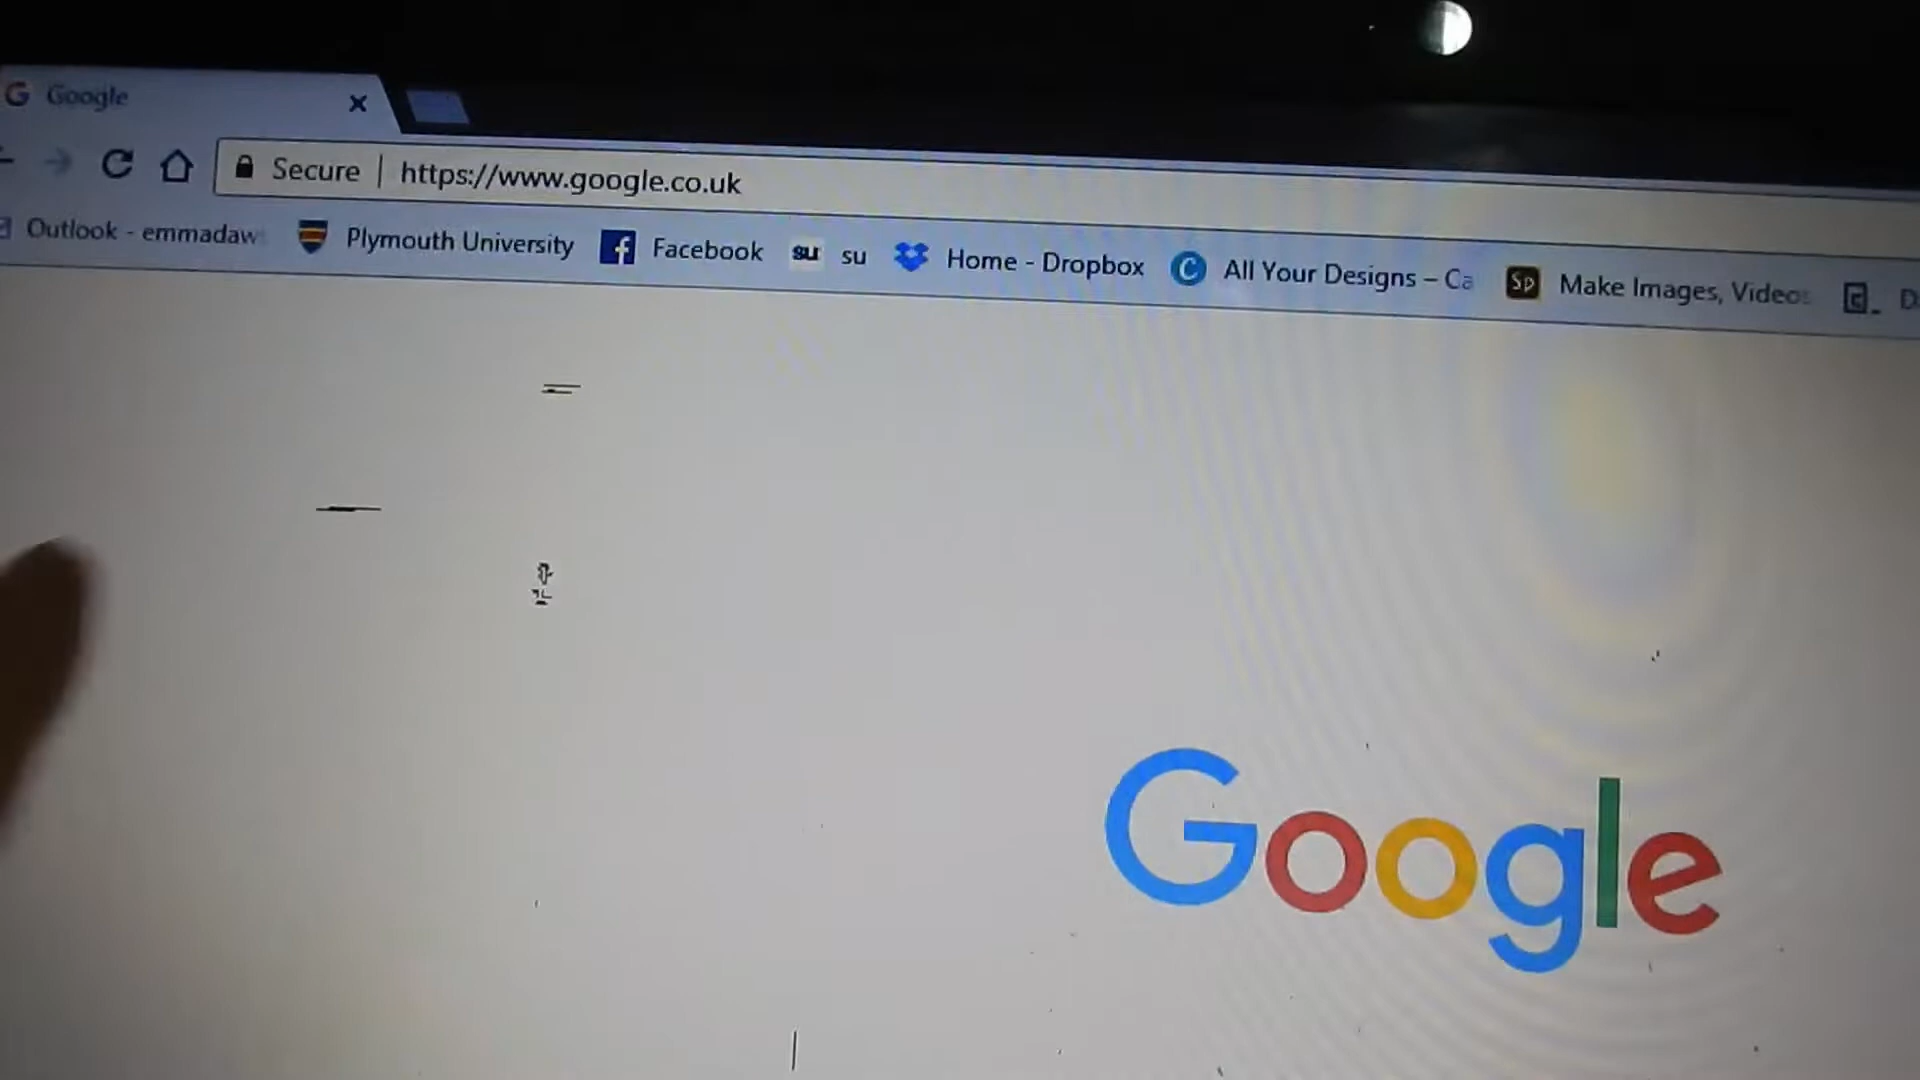 Google
Secure | https://www.google.co.uk
Outlook - emmadaw Plymouth University Facebook su su Home - Dropbox All Your Designs – Ca Sp Make Images, Videos D
Google